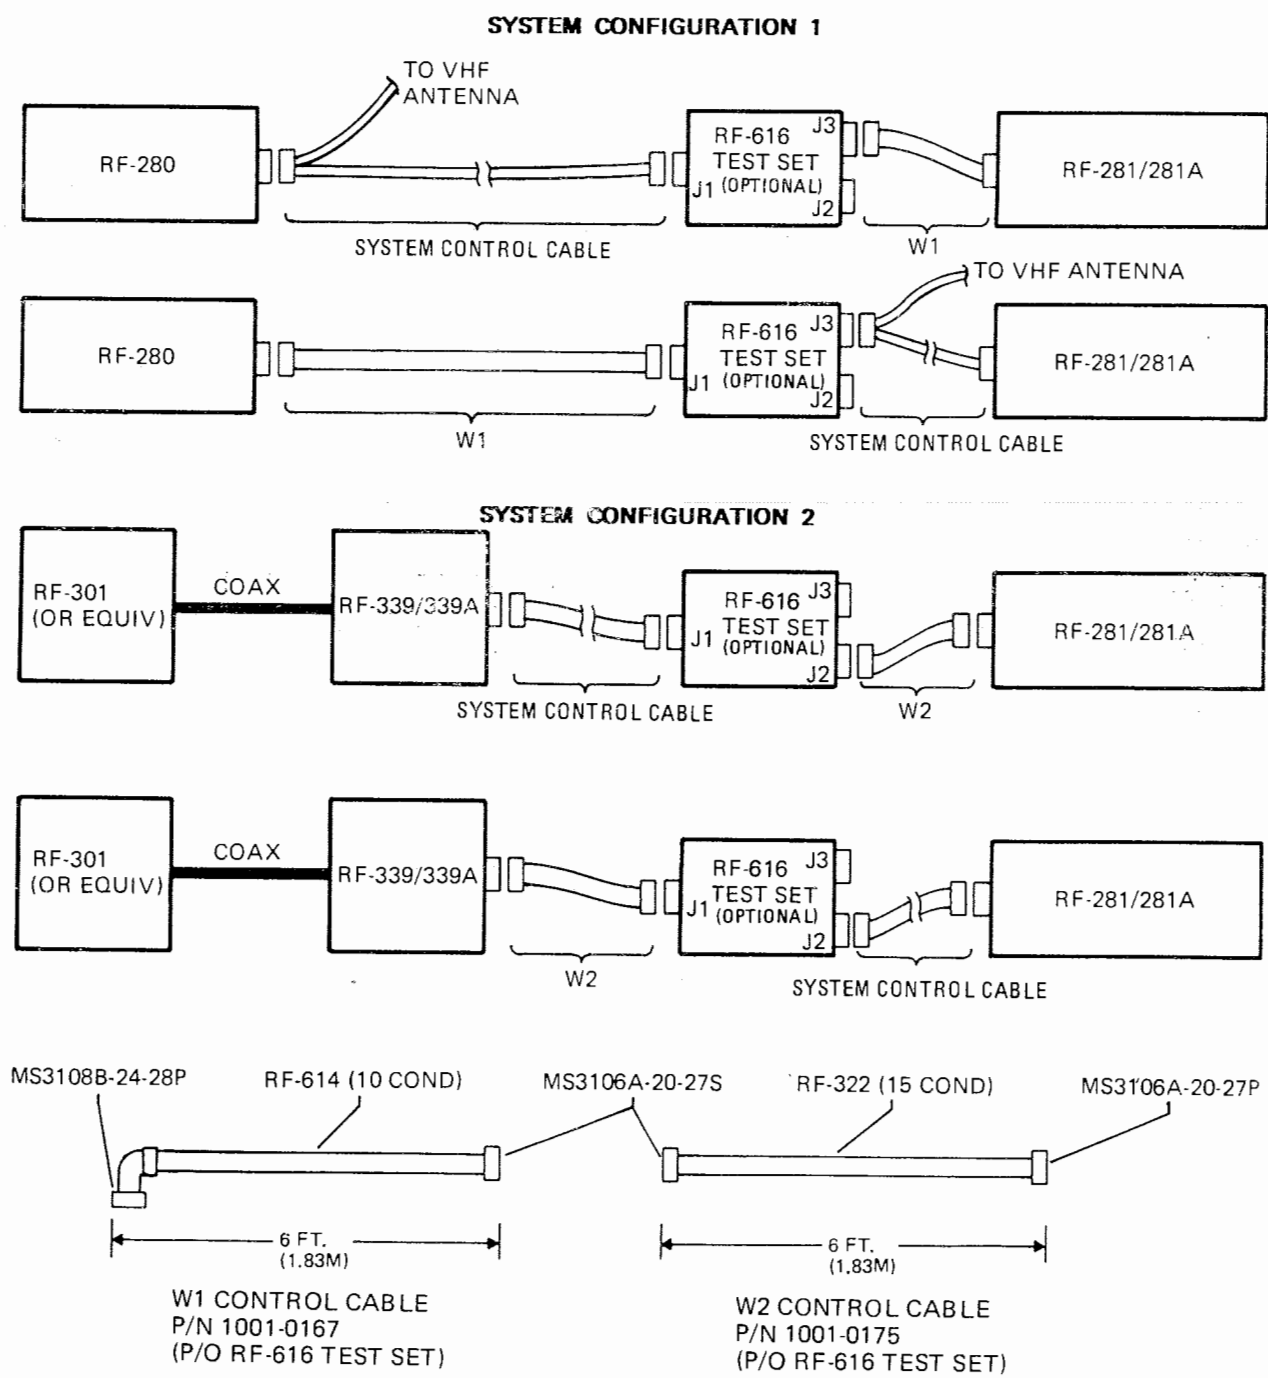 SYSTEM CONFIGURATION 1
TO VHF
ANTENNA
RF-280
RF-616
TEST SET
(OPTIONAL)
J1
J3
J2
RF-281/281A
SYSTEM CONTROL CABLE
W1
TO VHF ANTENNA
RF-280
RF-616
TEST SET
(OPTIONAL)
J1
J3
J2
RF-281/281A
W1
SYSTEM CONTROL CABLE
SYSTEM CONFIGURATION 2
RF-301
(OR EQUIV)
COAX
RF-339/339A
RF-616
TEST SET
(OPTIONAL)
J1
J3
J2
RF-281/281A
SYSTEM CONTROL CABLE
W2
RF-301
(OR EQUIV)
COAX
RF-339/339A
RF-616
TEST SET
(OPTIONAL)
J1
J3
J2
RF-281/281A
W2
SYSTEM CONTROL CABLE
MS3108B-24-28P
RF-614 (10 COND)
MS3106A-20-27S
RF-322 (15 COND)
MS3106A-20-27P
6 FT.
(1.83M)
6 FT.
(1.83M)
W1 CONTROL CABLE
P/N 1001-0167
(P/O RF-616 TEST SET)
W2 CONTROL CABLE
P/N 1001-0175
(P/O RF-616 TEST SET)